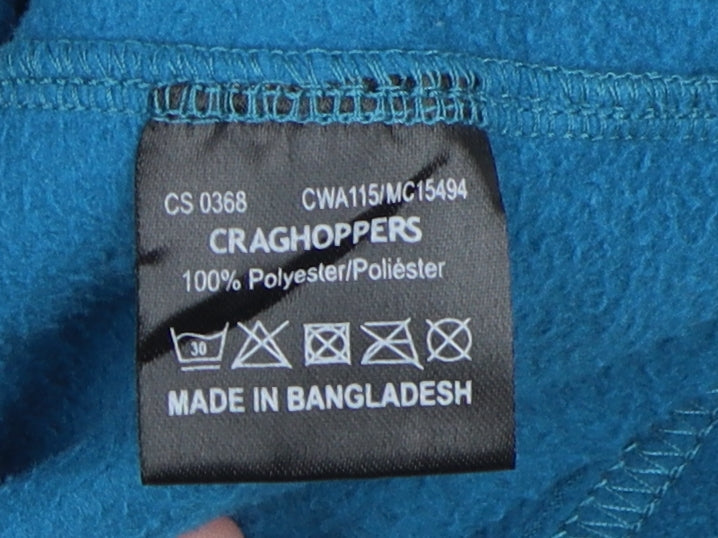 CS 0368 CWA115/MC15494
CRAGHOPPERS
100% Polyester/Poliéster
30
MADE IN BANGLADESH